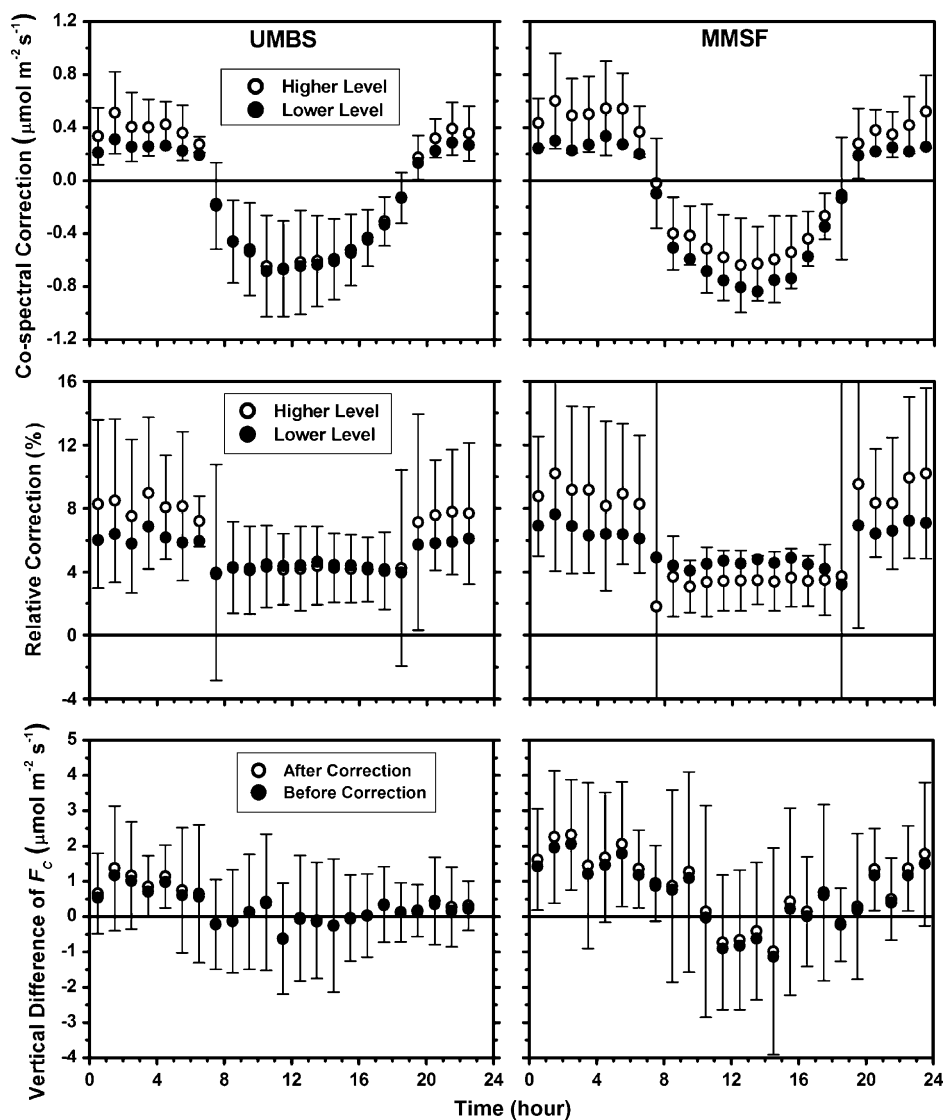 UMBS
MMSF
Co-spectral Correction (μmol m⁻² s⁻¹)
1.2
0.8
0.4
0.0
-0.4
-0.8
-1.2
Higher Level
Lower Level
Relative Correction (%)
16
12
8
4
0
-4
Higher Level
Lower Level
Vertical Difference of Fc (μmol m⁻² s⁻¹)
5
4
3
2
1
0
-1
-2
-3
-4
After Correction
Before Correction
0 4 8 12 16 20 24
0 4 8 12 16 20 24
Time (hour)